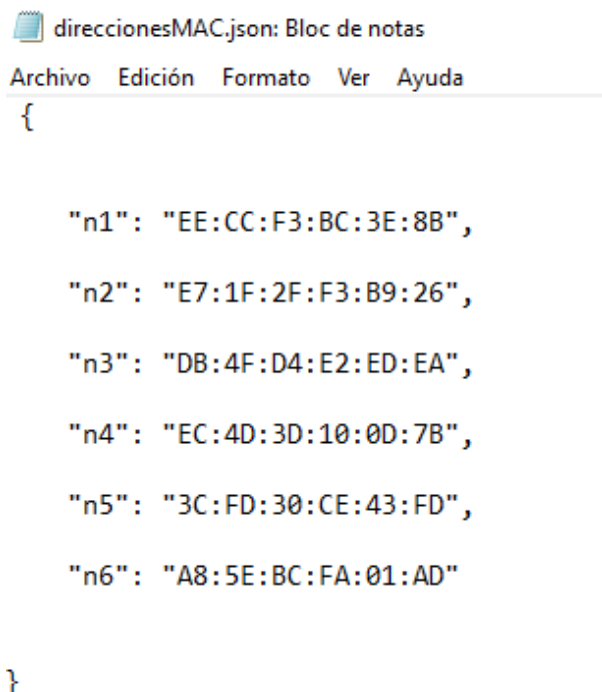 direccionesMAC.json: Bloc de notas
Archivo Edición Formato Ver Ayuda
{
"n1": "EE:CC:F3:BC:3E:8B",
"n2": "E7:1F:2F:F3:B9:26",
"n3": "DB:4F:D4:E2:ED:EA",
"n4": "EC:4D:3D:10:0D:7B",
"n5": "3C:FD:30:CE:43:FD",
"n6": "A8:5E:BC:FA:01:AD"
}